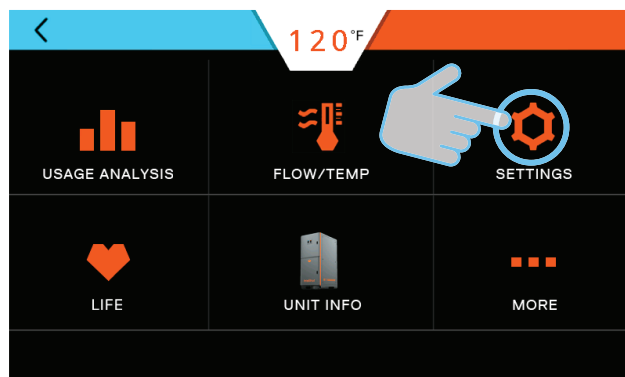 120°F
USAGE ANALYSIS
FLOW/TEMP
SETTINGS
LIFE
UNIT INFO
MORE